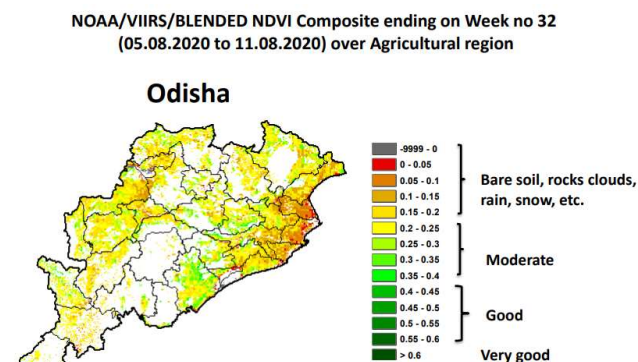 NOAA/VIIRS/BLENDED NDVI Composite ending on Week no 32
(05.08.2020 to 11.08.2020) over Agricultural region
Odisha
-9999 - 0
0 - 0.05
0.05 - 0.1
0.1 - 0.15
0.15 - 0.2
0.2 - 0.25
0.25 - 0.3
0.3 - 0.35
0.35 - 0.4
0.4 - 0.45
0.45 - 0.5
0.5 - 0.55
0.55 - 0.6
> 0.6
Bare soil, rocks clouds,
rain, snow, etc.
Moderate
Good
Very good